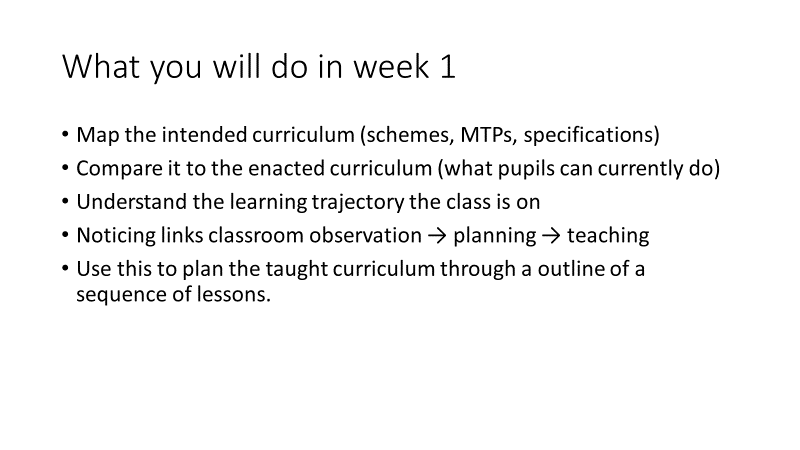 What you will do in week 1
• Map the intended curriculum (schemes, MTPs, specifications)
• Compare it to the enacted curriculum (what pupils can currently do)
• Understand the learning trajectory the class is on
• Noticing links classroom observation → planning → teaching
• Use this to plan the taught curriculum through a outline of a
sequence of lessons.